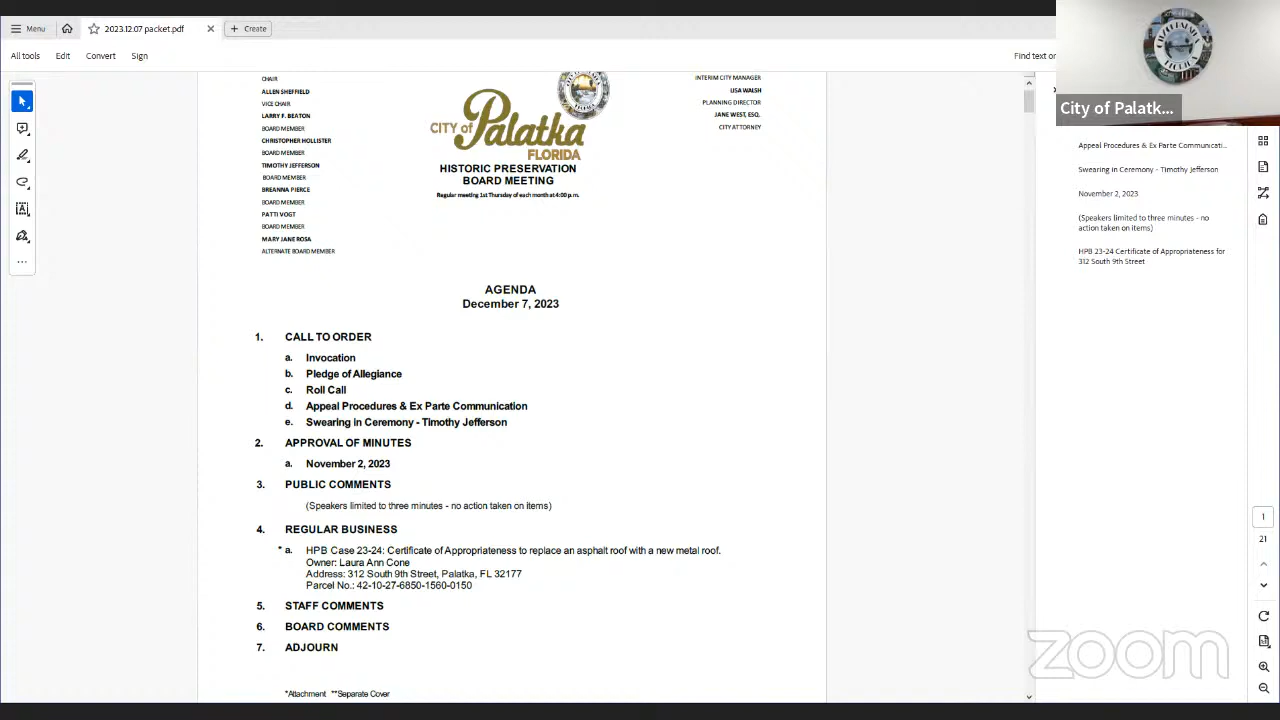 Menu
2023.12.07 packet.pdf
Create
All tools
Edit
Convert
Sign
Find text or
CHAIR
ALLEN SHEFFIELD
VICE CHAIR
LARRY F. BEATON
BOARD MEMBER
CHRISTOPHER HOLLISTER
BOARD MEMBER
TIMOTHY JEFFERSON
BOARD MEMBER
BREANNA PIERCE
BOARD MEMBER
PATTI VOGT
BOARD MEMBER
MARY JANE ROSA
ALTERNATE BOARD MEMBER
CITY of Palatka
FLORIDA
HISTORIC PRESERVATION
BOARD MEETING
Regular meeting 1st Thursday of each month at 4:00 p.m.
INTERIM CITY MANAGER
LISA WALSH
PLANNING DIRECTOR
JANE WEST, ESQ.
CITY ATTORNEY
AGENDA
December 7, 2023
1. CALL TO ORDER
a. Invocation
b. Pledge of Allegiance
c. Roll Call
d. Appeal Procedures & Ex Parte Communication
e. Swearing in Ceremony - Timothy Jefferson
2. APPROVAL OF MINUTES
a. November 2, 2023
3. PUBLIC COMMENTS
(Speakers limited to three minutes - no action taken on items)
4. REGULAR BUSINESS
* a. HPB Case 23-24: Certificate of Appropriateness to replace an asphalt roof with a new metal roof.
Owner: Laura Ann Cone
Address: 312 South 9th Street, Palatka, FL 32177
Parcel No.: 42-10-27-6850-1560-0150
5. STAFF COMMENTS
6. BOARD COMMENTS
7. ADJOURN
*Attachment **Separate Cover
City of Palatk...
Appeal Procedures & Ex Parte Communicati...
Swearing in Ceremony - Timothy Jefferson
November 2, 2023
(Speakers limited to three minutes - no
action taken on items)
HPB 23-24 Certificate of Appropriateness for
312 South 9th Street
1
21
zoom